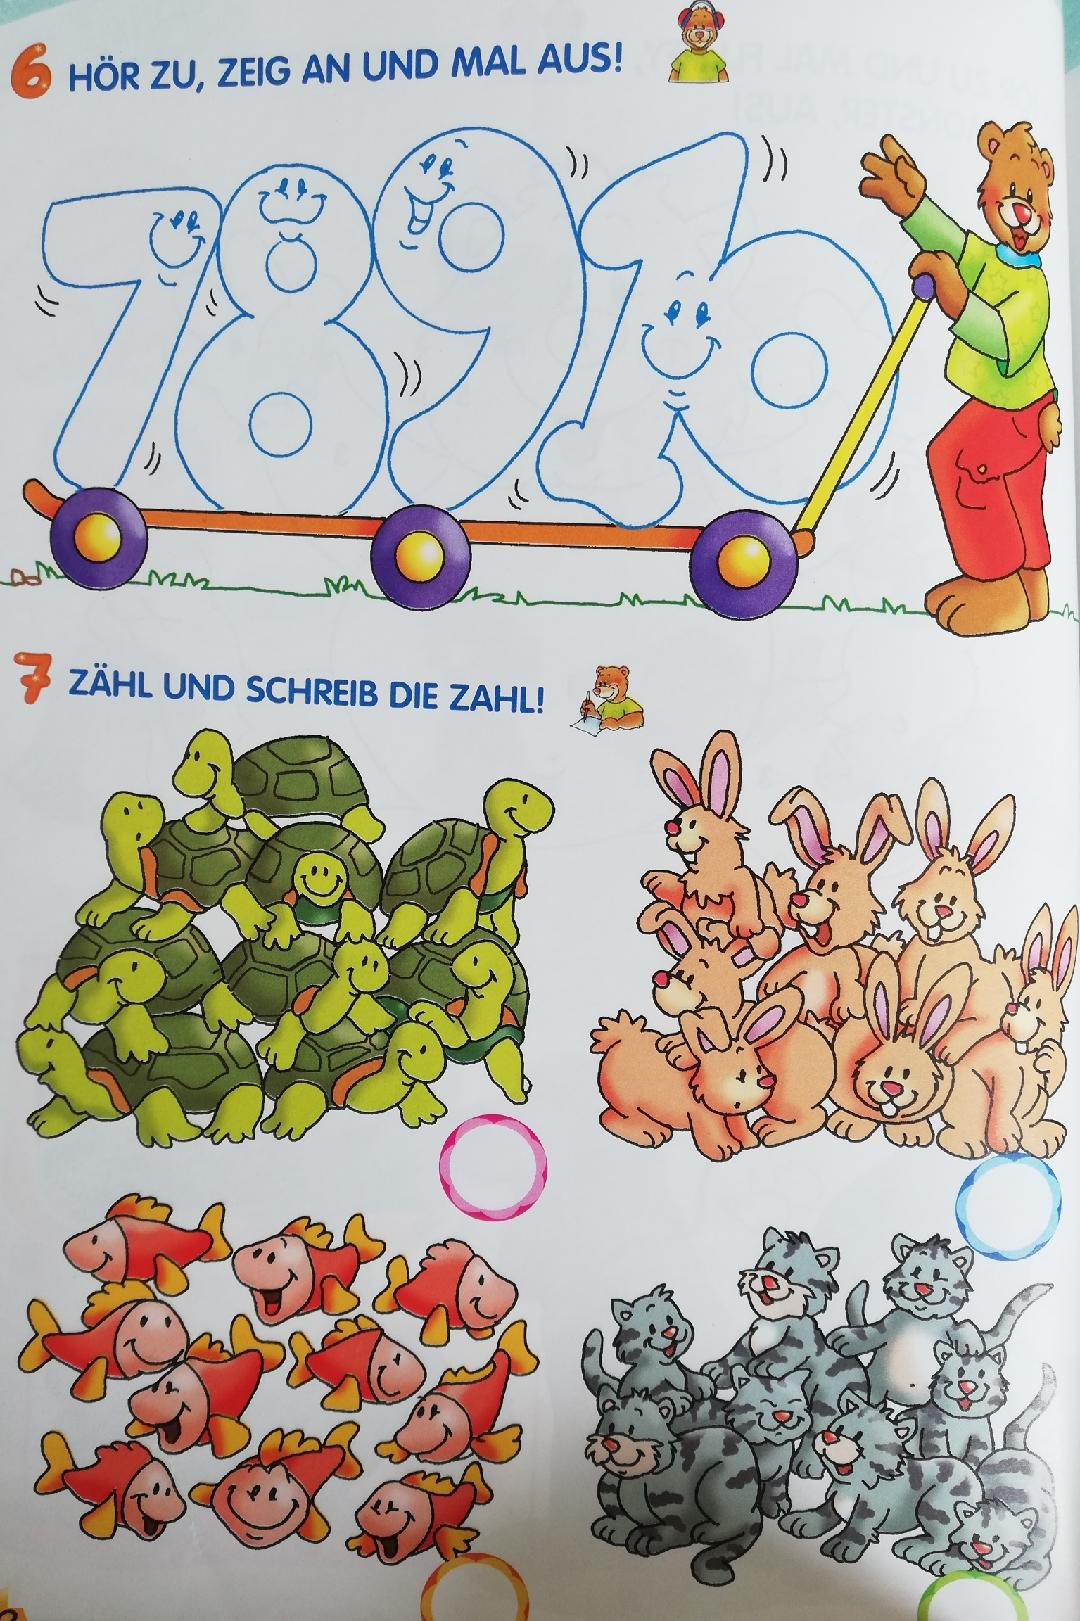 6 HÖR ZU, ZEIG AN UND MAL AUS!
7 8 9 10
7 ZÄHL UND SCHREIB DIE ZAHL!